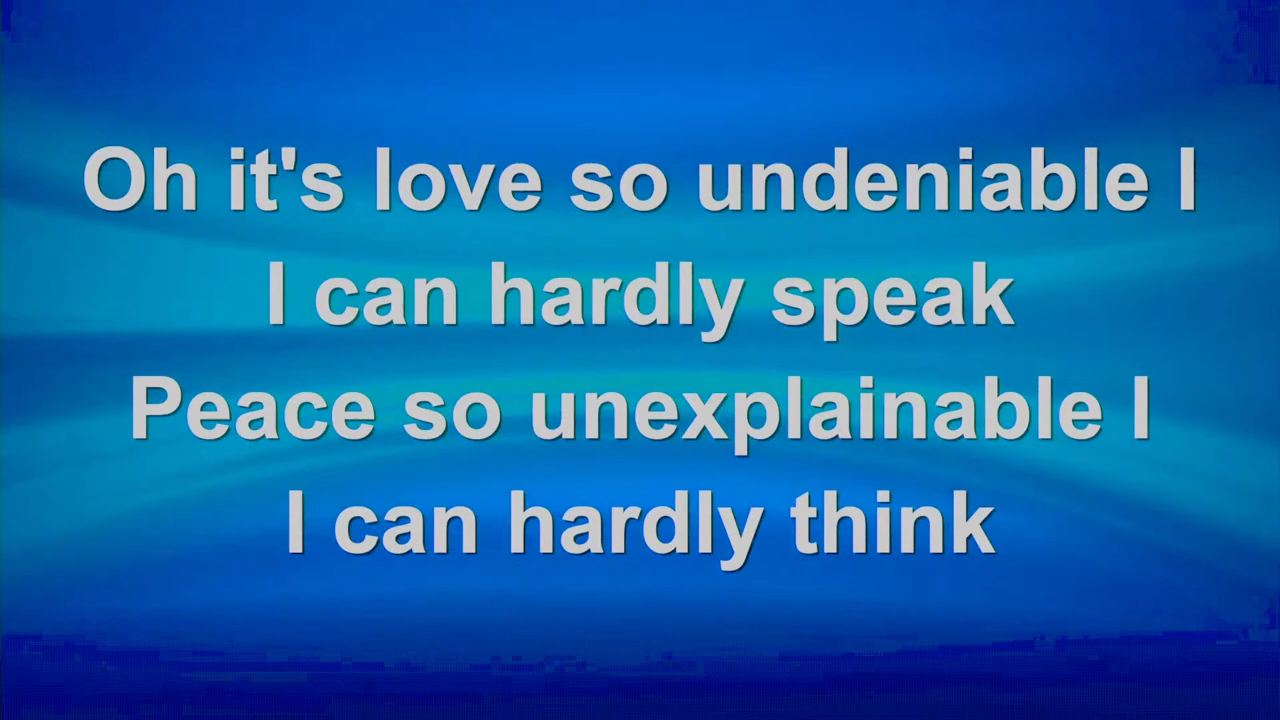 Oh it's love so undeniable I
I can hardly speak
Peace so unexplainable I
I can hardly think